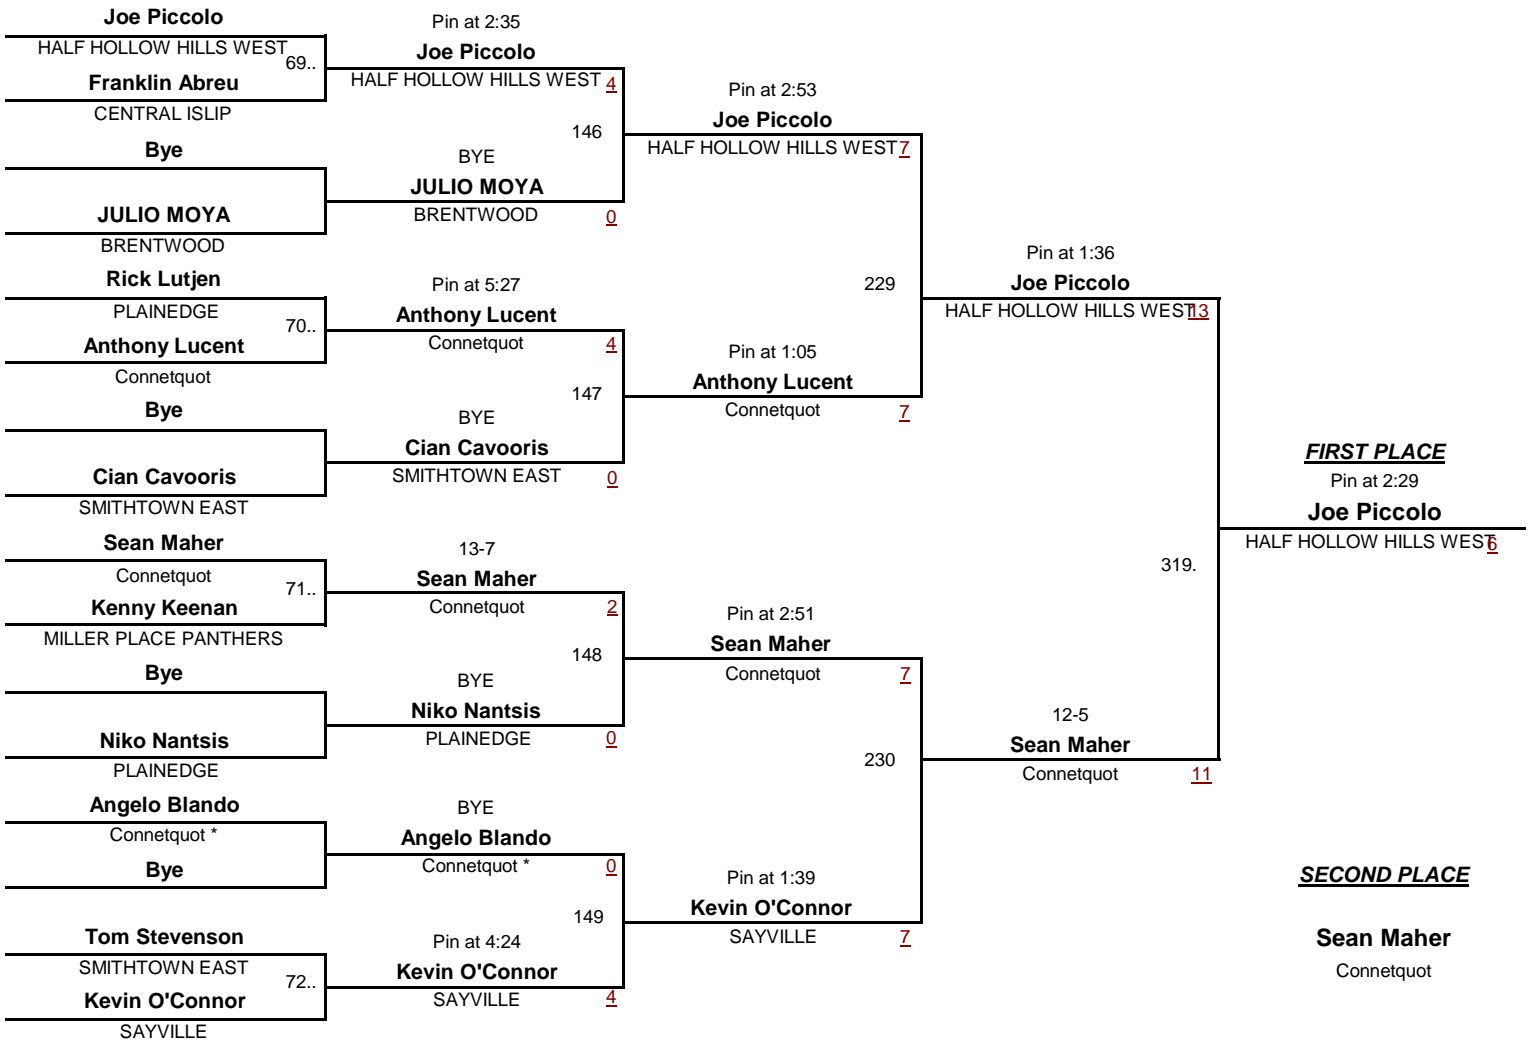 Joe Piccolo
HALF HOLLOW HILLS WEST
69..
Franklin Abreu
CENTRAL ISLIP
Bye
JULIO MOYA
BRENTWOOD
Rick Lutjen
PLAINEDGE
70..
Anthony Lucent
Connetquot
Bye
Cian Cavooris
SMITHTOWN EAST
Sean Maher
Connetquot
71..
Kenny Keenan
MILLER PLACE PANTHERS
Bye
Niko Nantsis
PLAINEDGE
Angelo Blando
Connetquot *
Bye
Tom Stevenson
SMITHTOWN EAST
72..
Kevin O'Connor
SAYVILLE
Pin at 2:35
Joe Piccolo
HALF HOLLOW HILLS WEST 4
146
BYE
JULIO MOYA
BRENTWOOD 0
Pin at 5:27
Anthony Lucent
Connetquot 4
147
BYE
Cian Cavooris
SMITHTOWN EAST 0
13-7
Sean Maher
Connetquot 2
148
BYE
Niko Nantsis
PLAINEDGE 0
BYE
Angelo Blando
Connetquot * 0
149
Pin at 4:24
Kevin O'Connor
SAYVILLE 4
Pin at 2:53
Joe Piccolo
HALF HOLLOW HILLS WEST 7
229
Pin at 1:05
Anthony Lucent
Connetquot 7
Pin at 2:51
Sean Maher
Connetquot 7
230
Pin at 1:39
Kevin O'Connor
SAYVILLE 7
Pin at 1:36
Joe Piccolo
HALF HOLLOW HILLS WEST 13
319.
12-5
Sean Maher
Connetquot 11
FIRST PLACE
Pin at 2:29
Joe Piccolo
HALF HOLLOW HILLS WEST 6
SECOND PLACE
Sean Maher
Connetquot